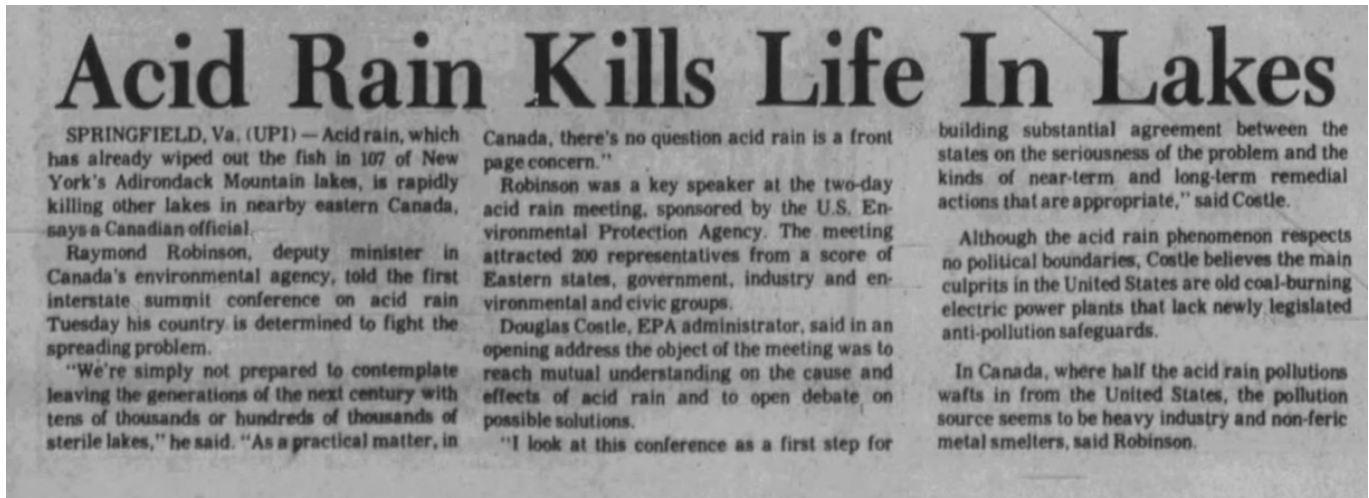 Acid Rain Kills Life In Lakes
SPRINGFIELD, Va. (UPI) — Acid rain, which
has already wiped out the fish in 107 of New
York's Adirondack Mountain lakes, is rapidly
killing other lakes in nearby eastern Canada,
says a Canadian official.
Raymond Robinson, deputy minister in
Canada's environmental agency, told the first
interstate summit conference on acid rain
Tuesday his country is determined to fight the
spreading problem.
"We're simply not prepared to contemplate
leaving the generations of the next century with
tens of thousands or hundreds of thousands of
sterile lakes," he said. "As a practical matter, in
Canada, there's no question acid rain is a front
page concern."
Robinson was a key speaker at the two-day
acid rain meeting, sponsored by the U.S. En-
vironmental Protection Agency. The meeting
attracted 200 representatives from a score of
Eastern states, government, industry and en-
vironmental and civic groups.
Douglas Costle, EPA administrator, said in an
opening address the object of the meeting was to
reach mutual understanding on the cause and
effects of acid rain and to open debate on
possible solutions.
"I look at this conference as a first step for
building substantial agreement between the
states on the seriousness of the problem and the
kinds of near-term and long-term remedial
actions that are appropriate," said Costle.
Although the acid rain phenomenon respects
no political boundaries, Costle believes the main
culprits in the United States are old coal-burning
electric power plants that lack newly legislated
anti-pollution safeguards.
In Canada, where half the acid rain pollutions
wafts in from the United States, the pollution
source seems to be heavy industry and non-feric
metal smelters, said Robinson.